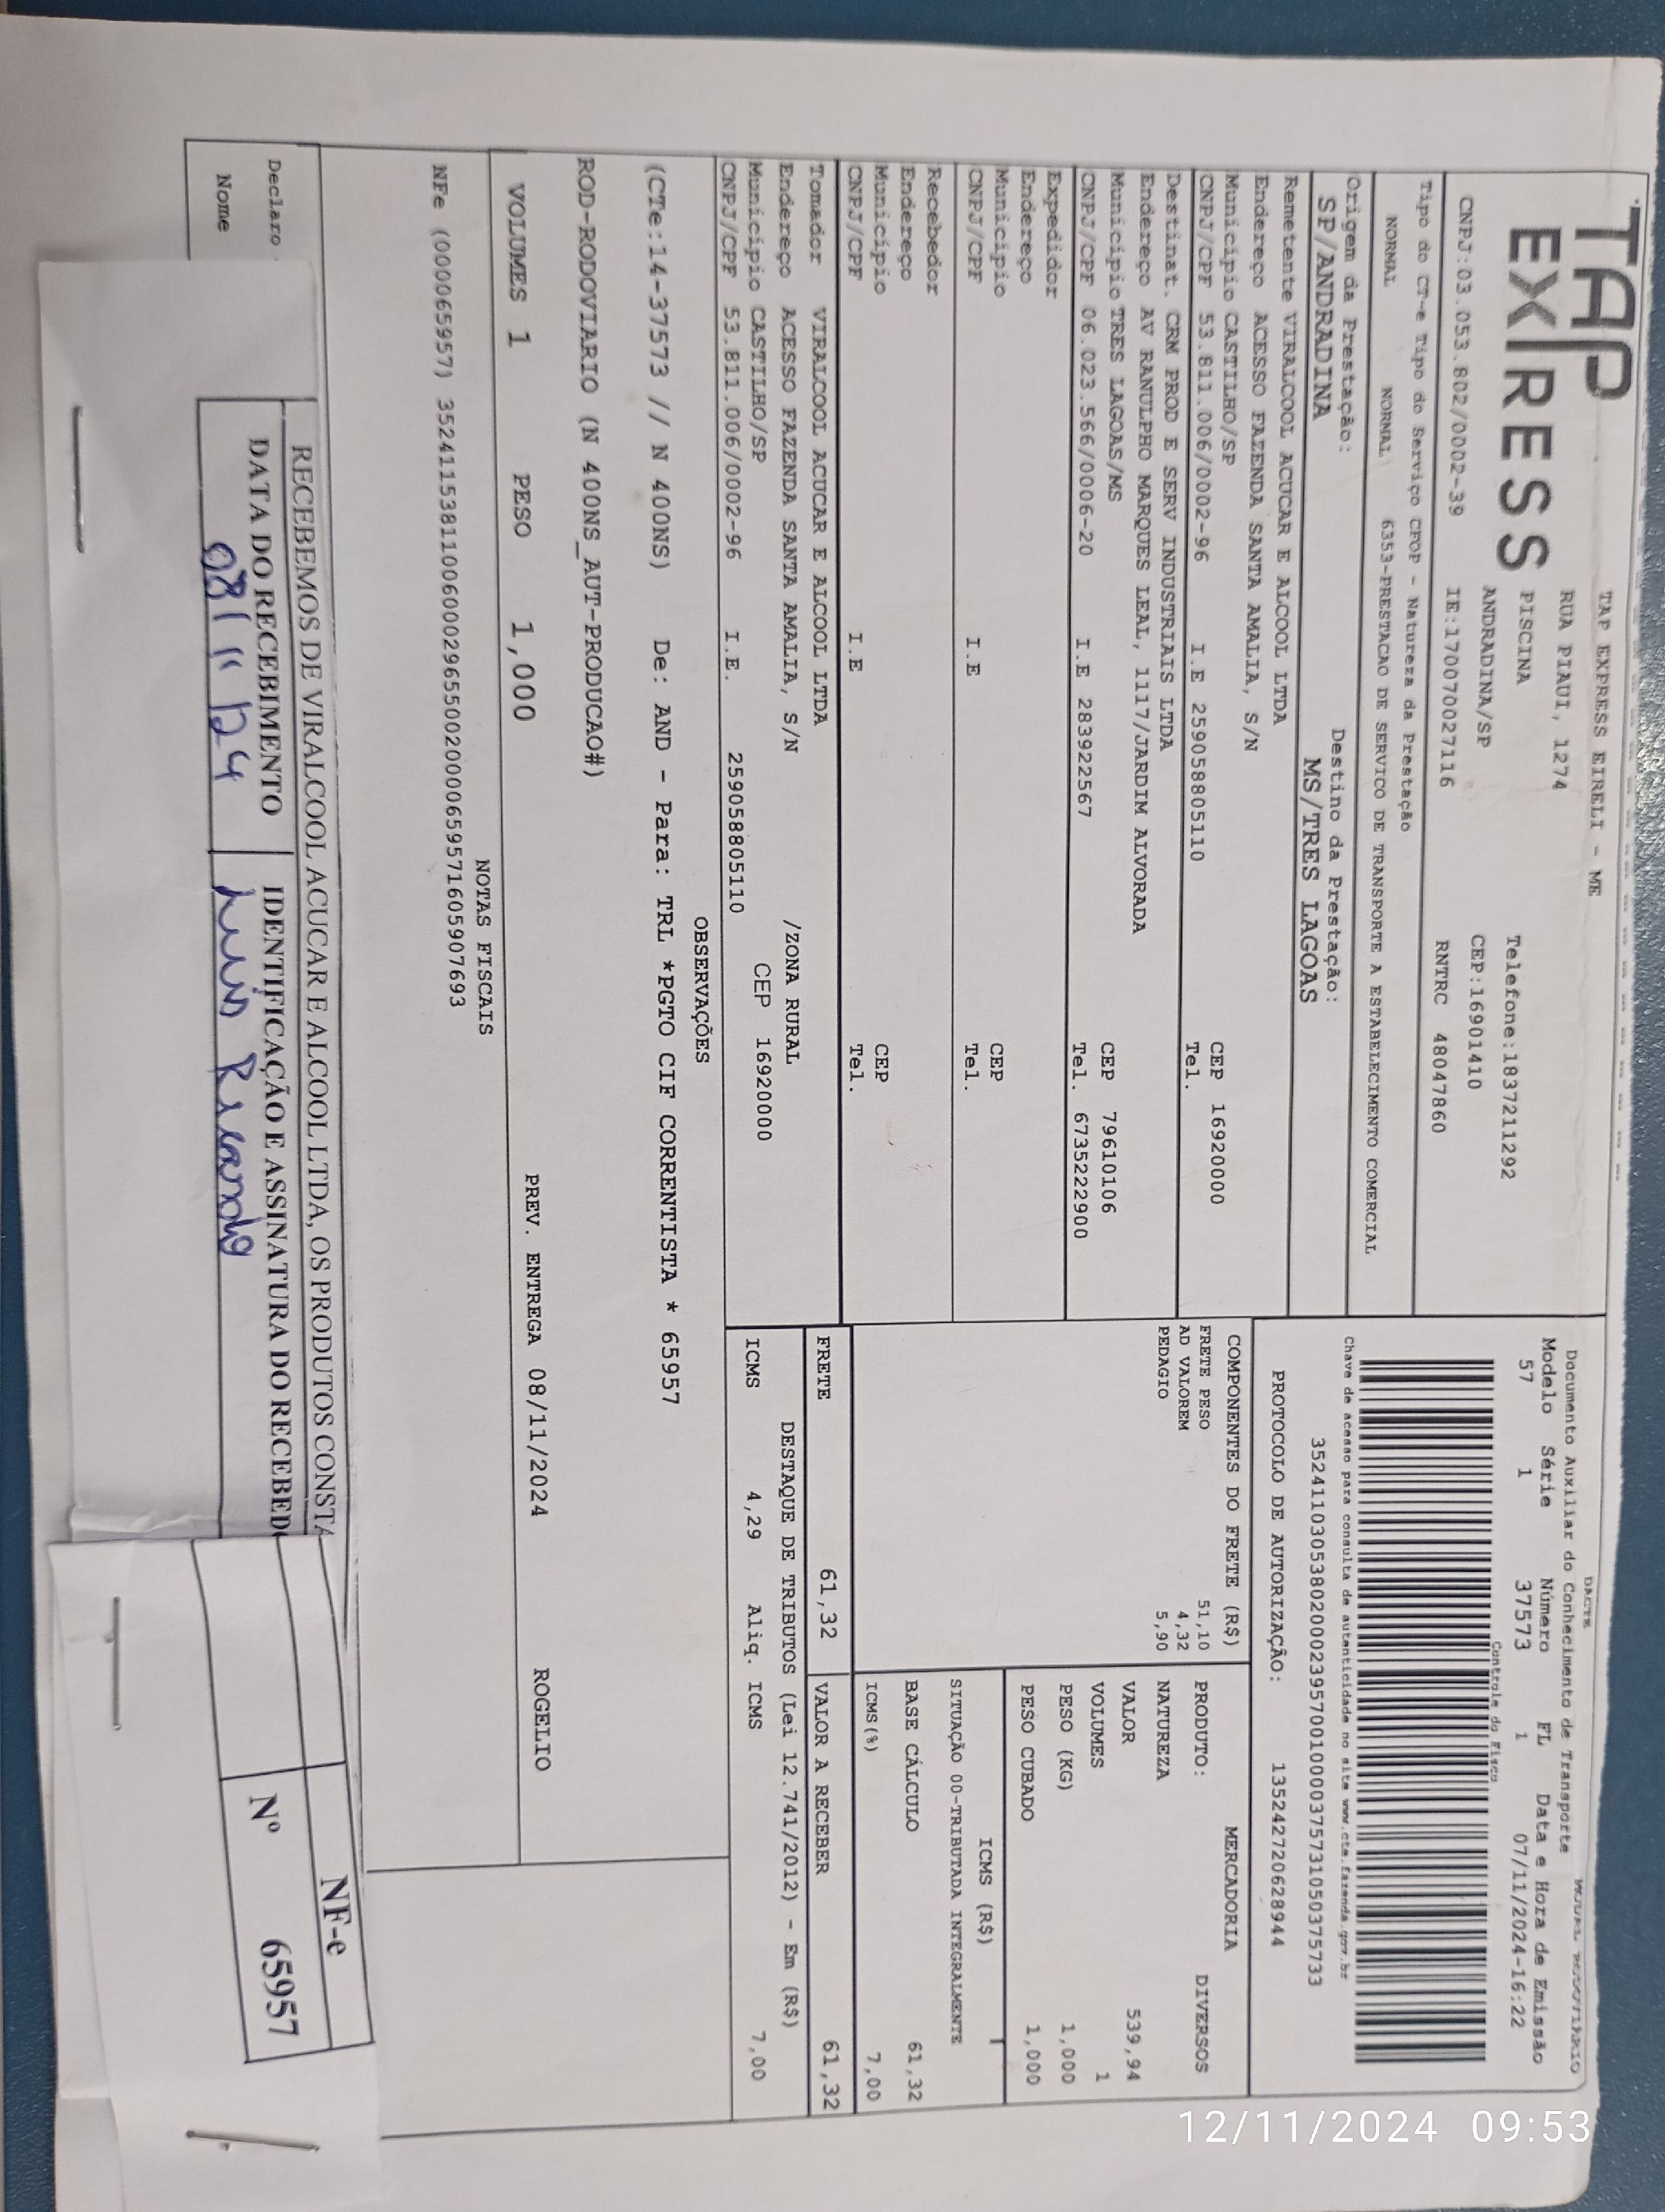 TAP
EXPRESS
TAP EXPRESS EIRELI - ME
RUA PIAUI, 1274
PISCINA
Telefone:1837211292
ANDRADINA/SP
CEP:16901410
CNPJ:03.053.802/0002-39
IE:170070027116
RNTRC 48047860
Tipo do CT-e Tipo do Serviço CFOP - Natureza da Prestação
NORMAL NORMAL 6353-PRESTACAO DE SERVICO DE TRANSPORTE A ESTABELECIMENTO COMERCIAL
Origem da Prestação:
Destino da Prestação:
SP/ANDRADINA
MS/TRES LAGOAS
DACTE
Documento Auxiliar do Conhecimento de Transporte
Modelo Série Número FL Data e Hora de Emissão
57 1 37573 1 07/11/2024-16:22
Controle do Fisco
Chave de acesso para consulta de autenticidade no site www.cte.fazenda.gov.br
35241103053802000239570010000375731050375733
PROTOCOLO DE AUTORIZAÇÃO: 135242720628944
Remetente VIRALCOOL ACUCAR E ALCOOL LTDA
Endereço ACESSO FAZENDA SANTA AMALIA, S/N
Município CASTILHO/SP
CEP 16920000
CNPJ/CPF 53.811.006/0002-96 I.E 259058805110
Tel.
Destinat. CRM PROD E SERV INDUSTRIAIS LTDA
Endereço AV RANULPHO MARQUES LEAL, 1117/JARDIM ALVORADA
Município TRES LAGOAS/MS
CEP 79610106
CNPJ/CPF 06.023.566/0006-20 I.E 283922567
Tel. 6735222900
Expedidor
Endereço
Município
CEP
CNPJ/CPF I.E
Tel.
Recebedor
Endereço
Município
CEP
CNPJ/CPF I.E
Tel.
Tomador VIRALCOOL ACUCAR E ALCOOL LTDA
Endereço ACESSO FAZENDA SANTA AMALIA, S/N /ZONA RURAL
Município CASTILHO/SP CEP 16920000
CNPJ/CPF 53.811.006/0002-96 I.E. 259058805110
COMPONENTES DO FRETE (R$)
FRETE PESO 51,10
AD VALOREM 4,32
PEDAGIO 5,90
MERCADORIA
PRODUTO: DIVERSOS
NATUREZA
VALOR 539,94
VOLUMES 1
PESO (KG) 1,000
PESO CUBADO 1,000
ICMS (R$)
SITUAÇÃO 00-TRIBUTADA INTEGRALMENTE
BASE CÁLCULO 61,32
ICMS(%) 7,00
FRETE 61,32
VALOR A RECEBER 61,32
DESTAQUE DE TRIBUTOS (Lei 12.741/2012) - Em (R$)
ICMS 4,29 Aliq. ICMS 7,00
OBSERVAÇÕES
(CTe:14-37573 // N 400NS) De: AND - Para: TRL *PGTO CIF CORRENTISTA * 65957
ROD-RODOVIARIO (N 400NS_AUT-PRODUCAO#)
VOLUMES 1 PESO 1,000 PREV. ENTREGA 08/11/2024 ROGELIO
NOTAS FISCAIS
NFe (000065957) 35241153811006000296550020000659571605907693
Declaro
Nome
RECEBEMOS DE VIRALCOOL ACUCAR E ALCOOL LTDA, OS PRODUTOS CONSTA
DATA DO RECEBIMENTO
IDENTIFICAÇÃO E ASSINATURA DO RECEBED
08/11/24
Luis Ricardo
NF-e
Nº 65957
12/11/2024 09:53